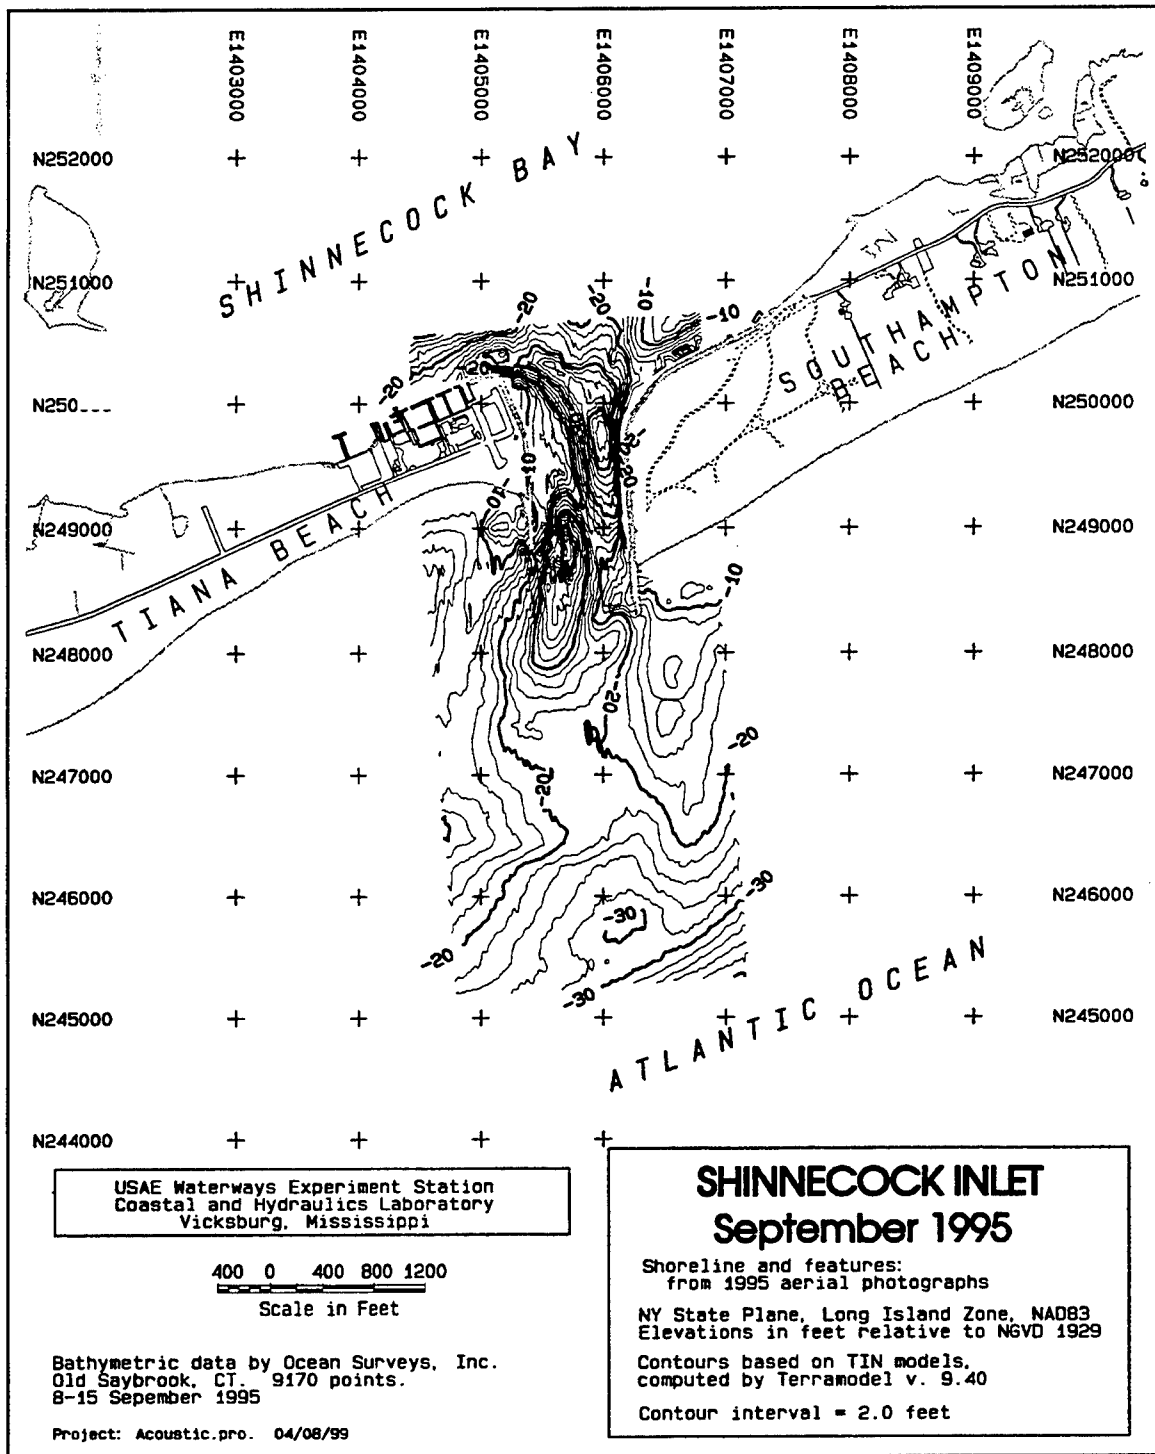 E1403000
E1404000
E1405000
E1406000
E1407000
E1408000
E1409000
N252000
N252000
SHINNECOCK BAY
N251000
N251000
-20
-20
-10
-10
SOUTHAMPTON
BEACH
-20
N250___
N250000
-10
-10
N249000
N249000
TIANA BEACH
-10
N248000
N248000
-20
-20
N247000
N247000
-20
N246000
N246000
-30
-30
-20
-30
ATLANTIC OCEAN
N245000
N245000
N244000
USAE Waterways Experiment Station
Coastal and Hydraulics Laboratory
Vicksburg, Mississippi
400 0 400 800 1200
Scale in Feet
Bathymetric data by Ocean Surveys, Inc.
Old Saybrook, CT. 9170 points.
8-15 Sepember 1995
Project: Acoustic.pro. 04/08/99
SHINNECOCK INLET
September 1995
Shoreline and features:
from 1995 aerial photographs
NY State Plane, Long Island Zone, NAD83
Elevations in feet relative to NGVD 1929
Contours based on TIN models,
computed by Terramodel v. 9.40
Contour interval = 2.0 feet